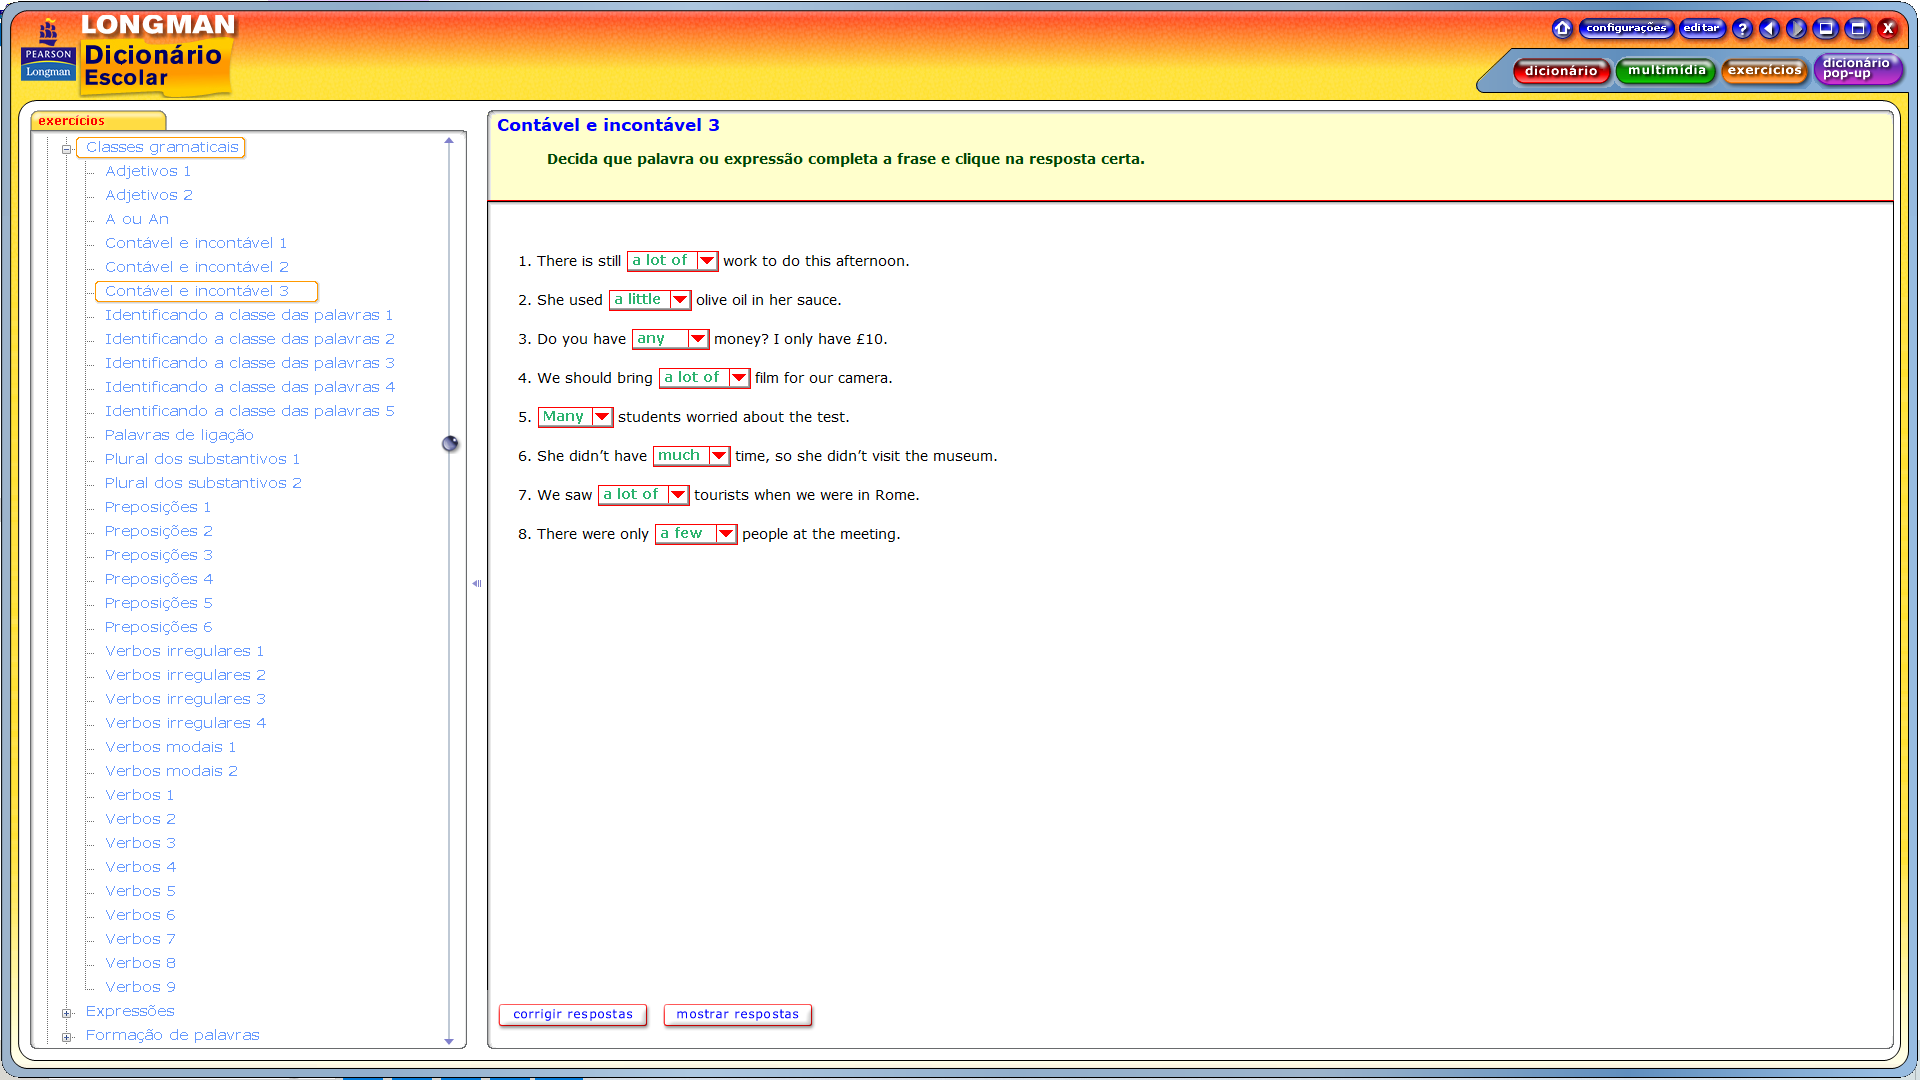 LONGMAN
Dicionário
Escolar
PEARSON
Longman
configurações
editar
?
X
dicionário
multimídia
exercícios
dicionário
pop-up
exercícios
Classes gramaticais
Adjetivos 1
Adjetivos 2
A ou An
Contável e incontável 1
Contável e incontável 2
Contável e incontável 3
Identificando a classe das palavras 1
Identificando a classe das palavras 2
Identificando a classe das palavras 3
Identificando a classe das palavras 4
Identificando a classe das palavras 5
Palavras de ligação
Plural dos substantivos 1
Plural dos substantivos 2
Preposições 1
Preposições 2
Preposições 3
Preposições 4
Preposições 5
Preposições 6
Verbos irregulares 1
Verbos irregulares 2
Verbos irregulares 3
Verbos irregulares 4
Verbos modais 1
Verbos modais 2
Verbos 1
Verbos 2
Verbos 3
Verbos 4
Verbos 5
Verbos 6
Verbos 7
Verbos 8
Verbos 9
Expressões
Formação de palavras
Contável e incontável 3
Decida que palavra ou expressão completa a frase e clique na resposta certa.
1. There is still a lot of work to do this afternoon.
2. She used a little olive oil in her sauce.
3. Do you have any money? I only have £10.
4. We should bring a lot of film for our camera.
5. Many students worried about the test.
6. She didn't have much time, so she didn't visit the museum.
7. We saw a lot of tourists when we were in Rome.
8. There were only a few people at the meeting.
corrigir respostas
mostrar respostas